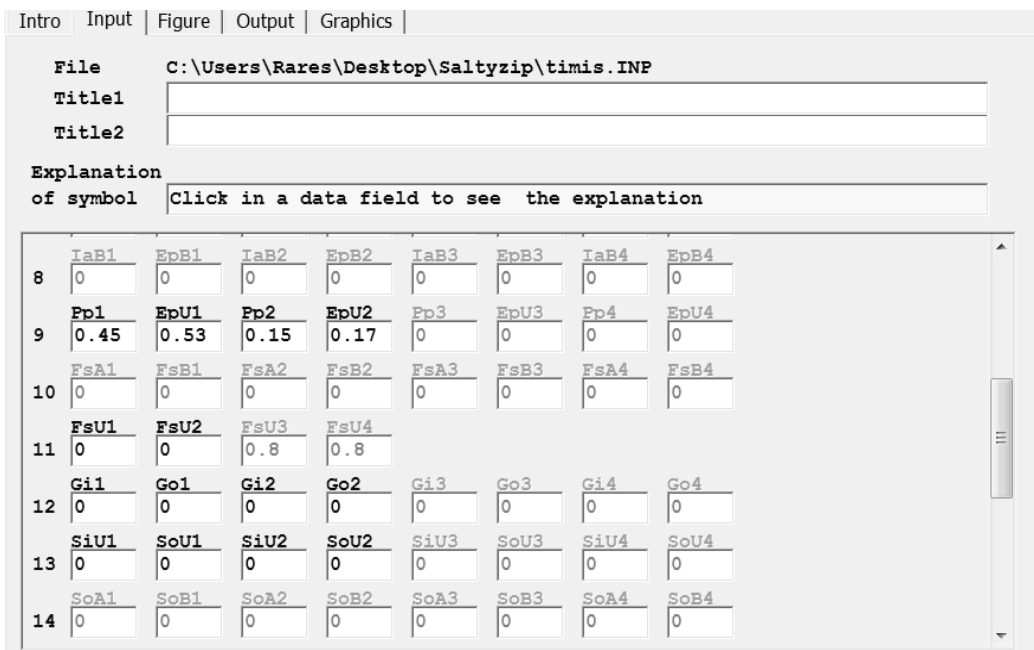 Intro Input Figure Output Graphics
File C:\Users\Rares\Desktop\Saltyzip\timis.INP
Title1
Title2
Explanation
of symbol Click in a data field to see the explanation
IaB1 EpB1 IaB2 EpB2 IaB3 EpB3 IaB4 EpB4
8 0 0 0 0 0 0 0 0
Pp1 EpU1 Pp2 EpU2 Pp3 EpU3 Pp4 EpU4
9 0.45 0.53 0.15 0.17 0 0 0 0
FsA1 FsB1 FsA2 FsB2 FsA3 FsB3 FsA4 FsB4
10 0 0 0 0 0 0 0 0
FsU1 FsU2 FsU3 FsU4
11 0 0 0.8 0.8
Gi1 Go1 Gi2 Go2 Gi3 Go3 Gi4 Go4
12 0 0 0 0 0 0 0 0
SiU1 SoU1 SiU2 SoU2 SiU3 SoU3 SiU4 SoU4
13 0 0 0 0 0 0 0 0
SoA1 SoB1 SoA2 SoB2 SoA3 SoB3 SoA4 SoB4
14 0 0 0 0 0 0 0 0